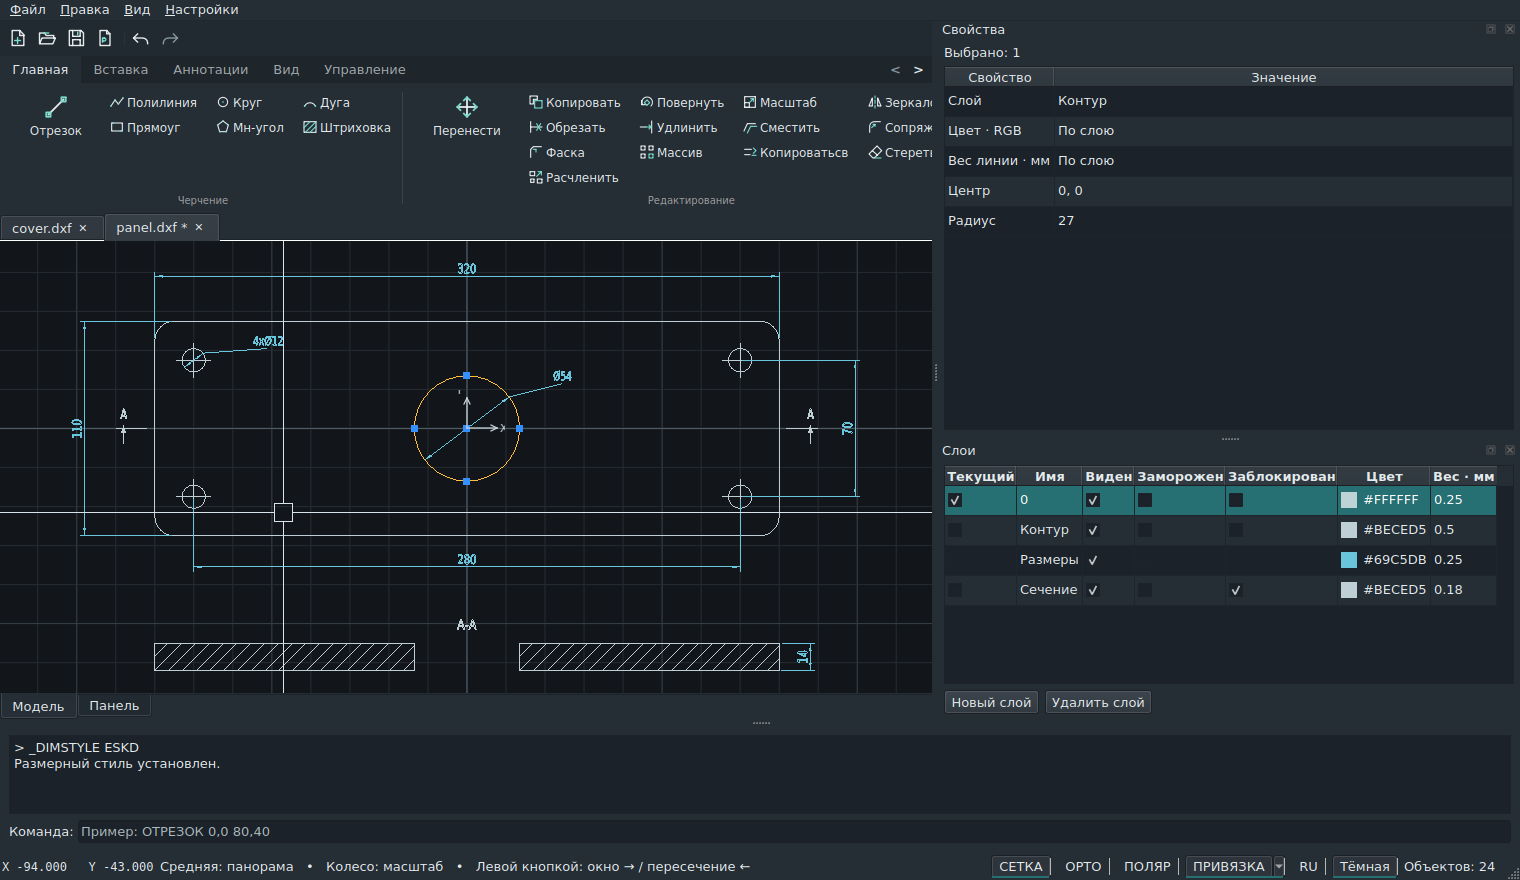 Файл Правка Вид Настройки
Главная Вставка Аннотации Вид Управление < >
Отрезок
Полилиния Круг Дуга
Прямоуг Мн-угол Штриховка
Черчение
Перенести
Копировать Повернуть Масштаб Зеркало
Обрезать Удлинить Сместить Сопряж
Фаска Массив Копироватьсв Стереть
Расчленить
Редактирование
cover.dxf × panel.dxf * ×
320
4xØ12
Ø54
A A
110
70
X
280
A-A
14
Модель Панель
Свойства
Выбрано: 1
Свойство Значение
Слой Контур
Цвет · RGB По слою
Вес линии · мм По слою
Центр 0, 0
Радиус 27
Слои
Текущий Имя Виден Заморожен Заблокирован Цвет Вес · мм
0 #FFFFFF 0.25
Контур #BECED5 0.5
Размеры #69C5DB 0.25
Сечение #BECED5 0.18
Новый слой Удалить слой
> _DIMSTYLE ESKD
Размерный стиль установлен.
Команда: Пример: ОТРЕЗОК 0,0 80,40
X -94.000 Y -43.000 Средняя: панорама • Колесо: масштаб • Левой кнопкой: окно → / пересечение ← СЕТКА ОРТО ПОЛЯР ПРИВЯЗКА RU Тёмная Объектов: 24